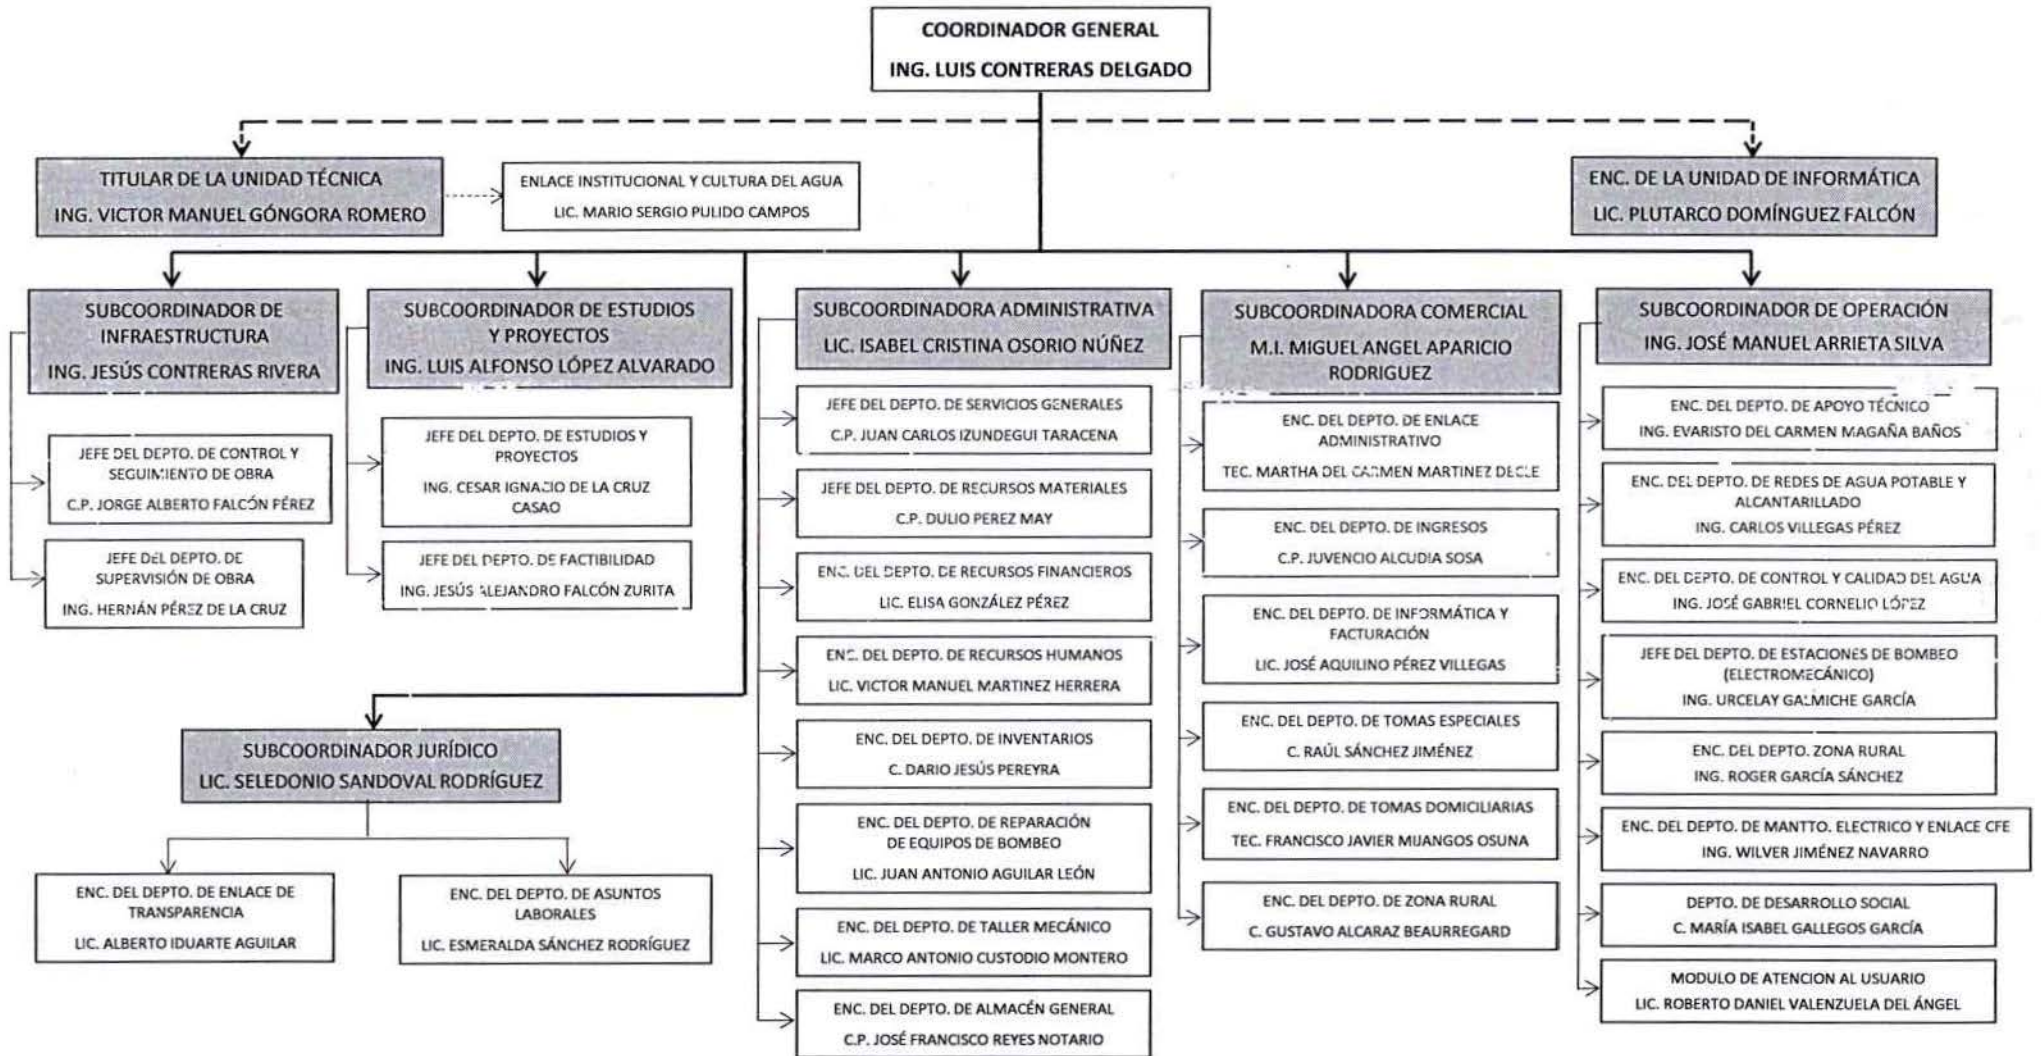 COORDINADOR GENERAL
ING. LUIS CONTRERAS DELGADO
TITULAR DE LA UNIDAD TÉCNICA
ING. VICTOR MANUEL GÓNGORA ROMERO
ENLACE INSTITUCIONAL Y CULTURA DEL AGUA
LIC. MARIO SERGIO PULIDO CAMPOS
ENC. DE LA UNIDAD DE INFORMÁTICA
LIC. PLUTARCO DOMÍNGUEZ FALCÓN
SUBCOORDINADOR DE
INFRAESTRUCTURA
ING. JESÚS CONTRERAS RIVERA
JEFE DEL DEPTO. DE CONTROL Y
SEGUIMIENTO DE OBRA
C.P. JORGE ALBERTO FALCÓN PÉREZ
JEFE DEL DEPTO. DE
SUPERVISIÓN DE OBRA
ING. HERNÁN PÉREZ DE LA CRUZ
SUBCOORDINADOR DE ESTUDIOS
Y PROYECTOS
ING. LUIS ALFONSO LÓPEZ ALVARADO
JEFE DEL DEPTO. DE ESTUDIOS Y
PROYECTOS
ING. CESAR IGNACIO DE LA CRUZ
CASAO
JEFE DEL DEPTO. DE FACTIBILIDAD
ING. JESÚS ALEJANDRO FALCÓN ZURITA
SUBCOORDINADOR JURÍDICO
LIC. SELEDONIO SANDOVAL RODRÍGUEZ
ENC. DEL DEPTO. DE ENLACE DE
TRANSPARENCIA
LIC. ALBERTO IDUARTE AGUILAR
ENC. DEL DEPTO. DE ASUNTOS
LABORALES
LIC. ESMERALDA SÁNCHEZ RODRÍGUEZ
SUBCOORDINADORA ADMINISTRATIVA
LIC. ISABEL CRISTINA OSORIO NÚÑEZ
JEFE DEL DEPTO. DE SERVICIOS GENERALES
C.P. JUAN CARLOS IZUNDEGUI TARACENA
JEFE DEL DEPTO. DE RECURSOS MATERIALES
C.P. DULIO PEREZ MAY
ENC. DEL DEPTO. DE RECURSOS FINANCIEROS
LIC. ELISA GONZÁLEZ PÉREZ
ENC. DEL DEPTO. DE RECURSOS HUMANOS
LIC. VICTOR MANUEL MARTINEZ HERRERA
ENC. DEL DEPTO. DE INVENTARIOS
C. DARIO JESÚS PEREYRA
ENC. DEL DEPTO. DE REPARACIÓN
DE EQUIPOS DE BOMBEO
LIC. JUAN ANTONIO AGUILAR LEÓN
ENC. DEL DEPTO. DE TALLER MECÁNICO
LIC. MARCO ANTONIO CUSTODIO MONTERO
ENC. DEL DEPTO. DE ALMACÉN GENERAL
C.P. JOSÉ FRANCISCO REYES NOTARIO
SUBCOORDINADORA COMERCIAL
M.I. MIGUEL ANGEL APARICIO
RODRIGUEZ
ENC. DEL DEPTO. DE ENLACE
ADMINISTRATIVO
TEC. MARTHA DEL CARMEN MARTINEZ DECLE
ENC. DEL DEPTO. DE INGRESOS
C.P. JUVENCIO ALCUDIA SOSA
ENC. DEL DEPTO. DE INFORMÁTICA Y
FACTURACIÓN
LIC. JOSÉ AQUILINO PÉREZ VILLEGAS
ENC. DEL DEPTO. DE TOMAS ESPECIALES
C. RAÚL SÁNCHEZ JIMÉNEZ
ENC. DEL DEPTO. DE TOMAS DOMICILIARIAS
TEC. FRANCISCO JAVIER MIJANGOS OSUNA
ENC. DEL DEPTO. DE ZONA RURAL
C. GUSTAVO ALCARAZ BEAURREGARD
SUBCOORDINADOR DE OPERACIÓN
ING. JOSÉ MANUEL ARRIETA SILVA
ENC. DEL DEPTO. DE APOYO TÉCNICO
ING. EVARISTO DEL CARMEN MAGAÑA BAÑOS
ENC. DEL DEPTO. DE REDES DE AGUA POTABLE Y
ALCANTARILLADO
ING. CARLOS VILLEGAS PÉREZ
ENC. DEL DEPTO. DE CONTROL Y CALIDAD DEL AGUA
ING. JOSÉ GABRIEL CORNELIO LÓPEZ
JEFE DEL DEPTO. DE ESTACIONES DE BOMBEO
(ELECTROMECÁNICO)
ING. URCELAY GALMICHE GARCÍA
ENC. DEL DEPTO. ZONA RURAL
ING. ROGER GARCÍA SÁNCHEZ
ENC. DEL DEPTO. DE MANTTO. ELECTRICO Y ENLACE CFE
ING. WILVER JIMÉNEZ NAVARRO
DEPTO. DE DESARROLLO SOCIAL
C. MARÍA ISABEL GALLEGOS GARCÍA
MODULO DE ATENCION AL USUARIO
LIC. ROBERTO DANIEL VALENZUELA DEL ÁNGEL